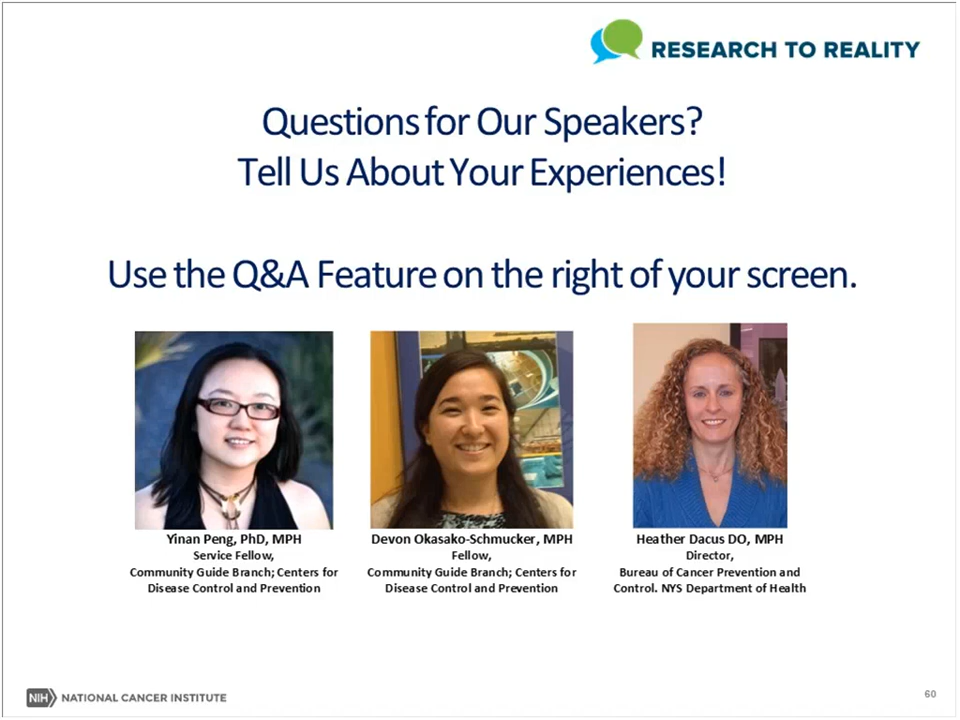 RESEARCH TO REALITY
Questions for Our Speakers?
Tell Us About Your Experiences!
Use the Q&A Feature on the right of your screen.
Yinan Peng, PhD, MPH
Service Fellow,
Community Guide Branch; Centers for
Disease Control and Prevention
Devon Okasako-Schmucker, MPH
Fellow,
Community Guide Branch; Centers for
Disease Control and Prevention
Heather Dacus DO, MPH
Director,
Bureau of Cancer Prevention and
Control. NYS Department of Health
NIH NATIONAL CANCER INSTITUTE
60